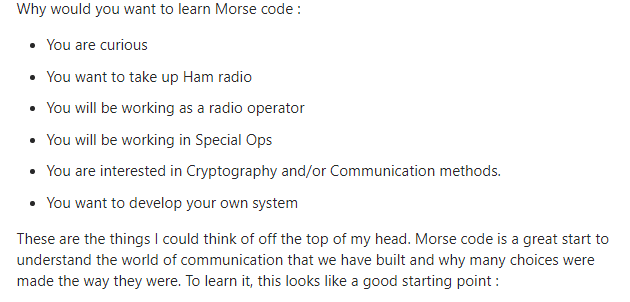 Why would you want to learn Morse code :
• You are curious
• You want to take up Ham radio
• You will be working as a radio operator
• You will be working in Special Ops
• You are interested in Cryptography and/or Communication methods.
• You want to develop your own system
These are the things I could think of off the top of my head. Morse code is a great start to
understand the world of communication that we have built and why many choices were
made the way they were. To learn it, this looks like a good starting point :